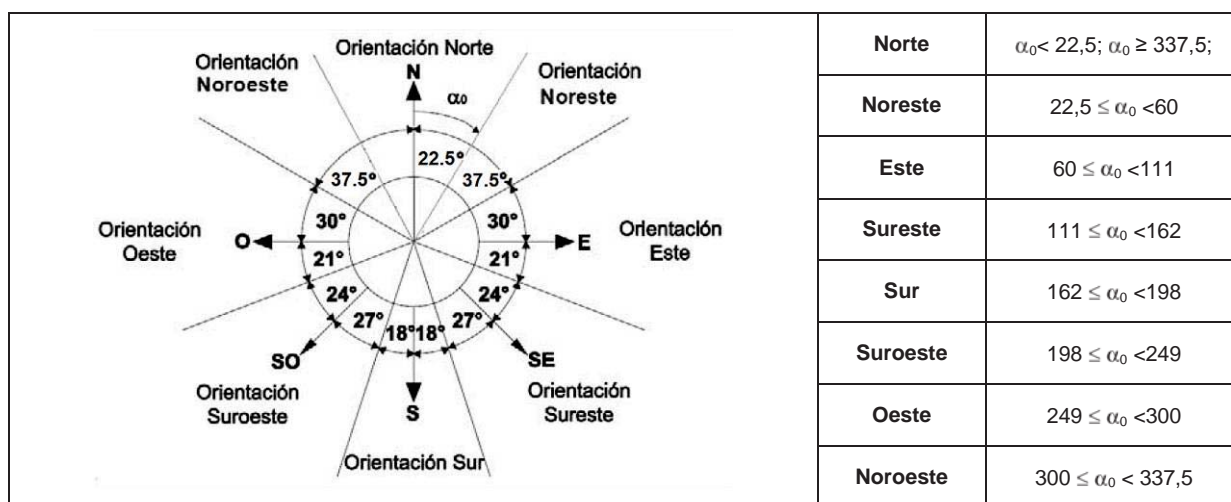 Orientación Norte
N
α₀
Orientación
Noroeste
Orientación
Noreste
22.5°
37.5°
37.5°
30°
30°
Orientación
Oeste
O
E
Orientación
Este
21°
21°
24°
24°
27°
18°
18°
27°
SO
SE
Orientación
Suroeste
S
Orientación
Sureste
Orientación Sur
Norte α₀< 22,5; α₀ ≥ 337,5;
Noreste 22,5 ≤ α₀ <60
Este 60 ≤ α₀ <111
Sureste 111 ≤ α₀ <162
Sur 162 ≤ α₀ <198
Suroeste 198 ≤ α₀ <249
Oeste 249 ≤ α₀ <300
Noroeste 300 ≤ α₀ < 337,5